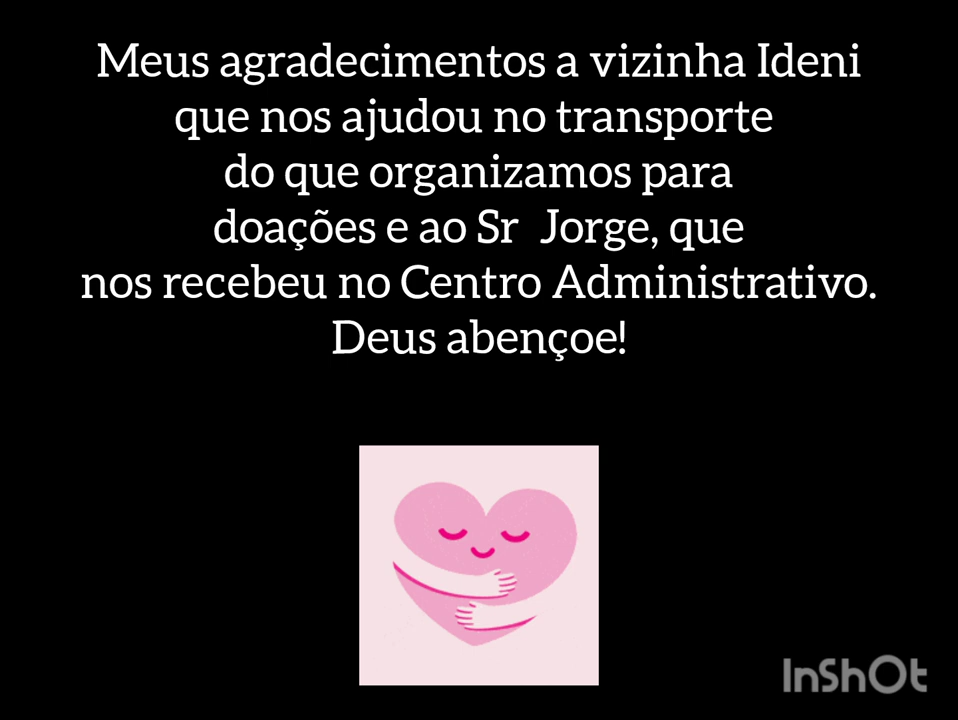 Meus agradecimentos a vizinha Ideni
que nos ajudou no transporte
do que organizamos para
doações e ao Sr Jorge, que
nos recebeu no Centro Administrativo.
Deus abençoe!
InShOt